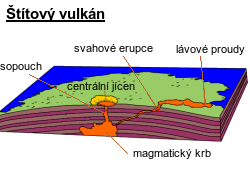 Štítový vulkán
svahové erupce
lávové proudy
sopouch
centrální jícen
magmatický krb